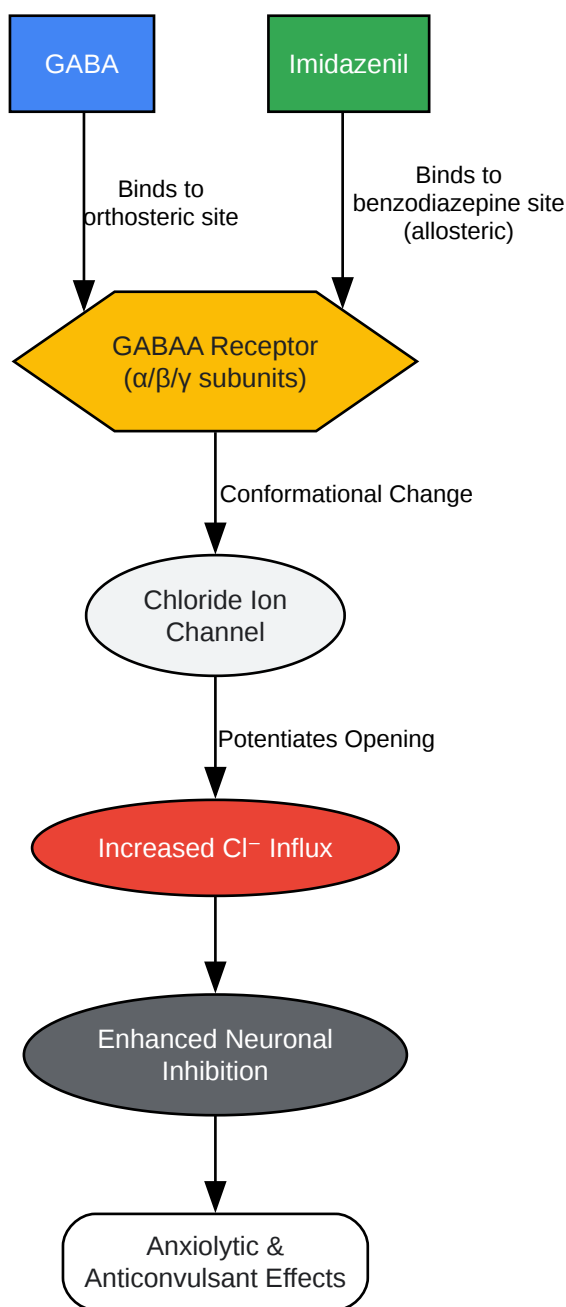 GABA
Imidazenil
Binds to
orthosteric site
Binds to
benzodiazepine site
(allosteric)
GABAA Receptor
(α/β/γ subunits)
Conformational Change
Chloride Ion
Channel
Potentiates Opening
Increased Cl⁻ Influx
Enhanced Neuronal
Inhibition
Anxiolytic &
Anticonvulsant Effects